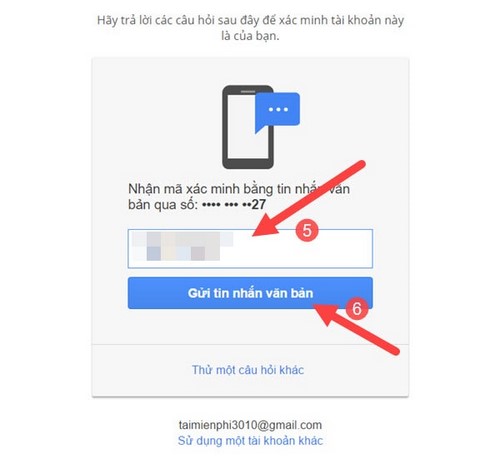 Hãy trả lời các câu hỏi sau đây để xác minh tài khoản này
là của bạn.
Nhận mã xác minh bằng tin nhắn văn
bản qua số: •••• ••• ••27
5
Gửi tin nhắn văn bản
6
Thử một câu hỏi khác
taimienphi3010@gmail.com
Sử dụng một tài khoản khác